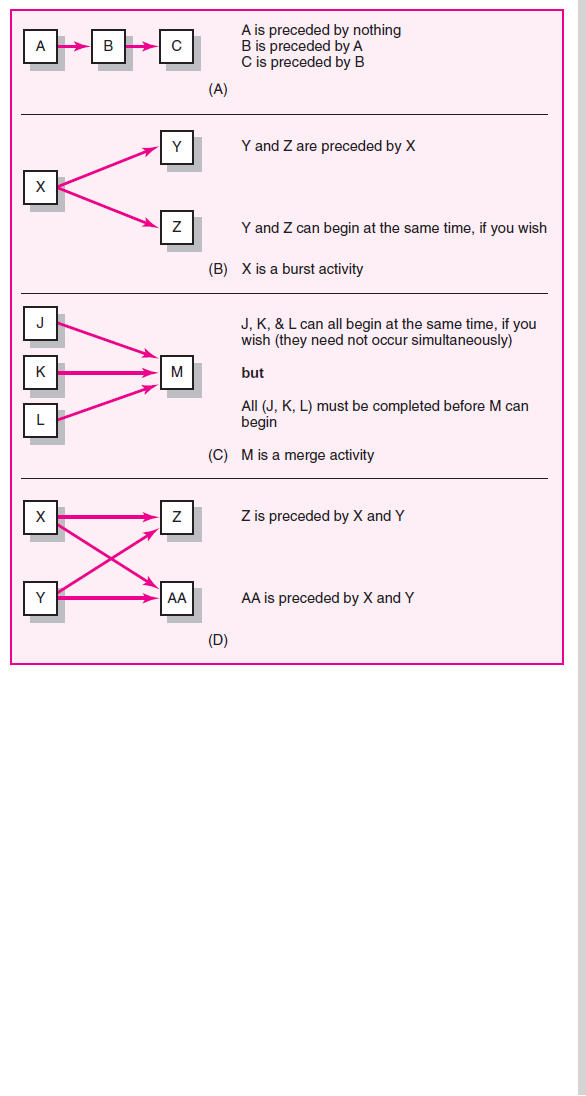 A B C
A is preceded by nothing
B is preceded by A
C is preceded by B
(A)
Y
Y and Z are preceded by X
X
Z
Y and Z can begin at the same time, if you wish
(B) X is a burst activity
J
J, K, & L can all begin at the same time, if you
wish (they need not occur simultaneously)
K M
but
All (J, K, L) must be completed before M can
begin
L
(C) M is a merge activity
X Z
Z is preceded by X and Y
Y AA
AA is preceded by X and Y
(D)